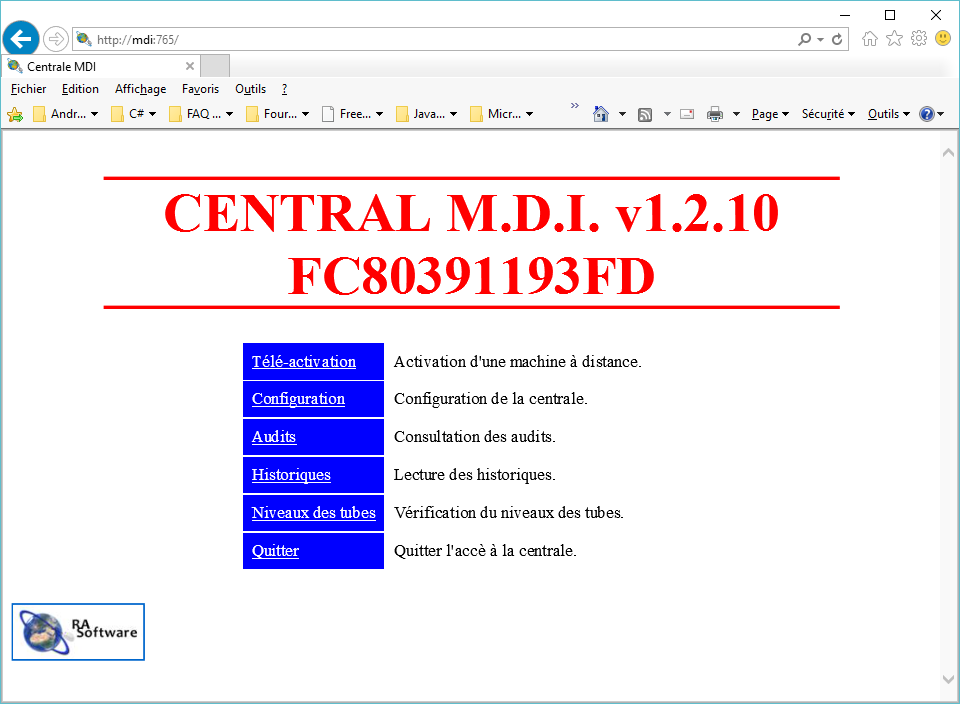 http://mdi:765/
Centrale MDI
Fichier Edition Affichage Favoris Outils ?
Andr... C# FAQ ... Four... Free... Java... Micr... » Page Sécurité Outils
CENTRAL M.D.I. v1.2.10
FC80391193FD
Télé-activation Activation d'une machine à distance.
Configuration Configuration de la centrale.
Audits Consultation des audits.
Historiques Lecture des historiques.
Niveaux des tubes Vérification du niveaux des tubes.
Quitter Quitter l'accè à la centrale.
RA
Software